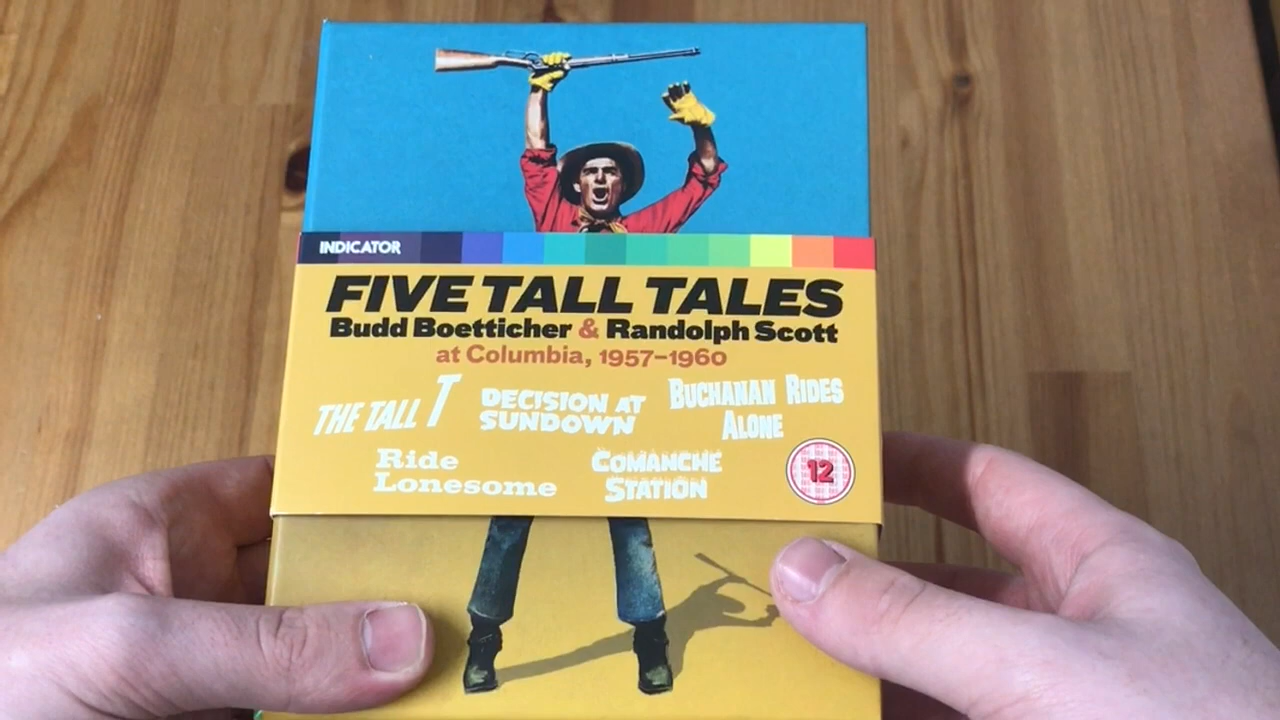 INDICATOR
FIVE TALL TALES
Budd Boetticher & Randolph Scott
at Columbia, 1957–1960
THE TALL T
DECISION AT
SUNDOWN
BUCHANAN RIDES
ALONE
Ride
Lonesome
COMANCHE
STATION
12